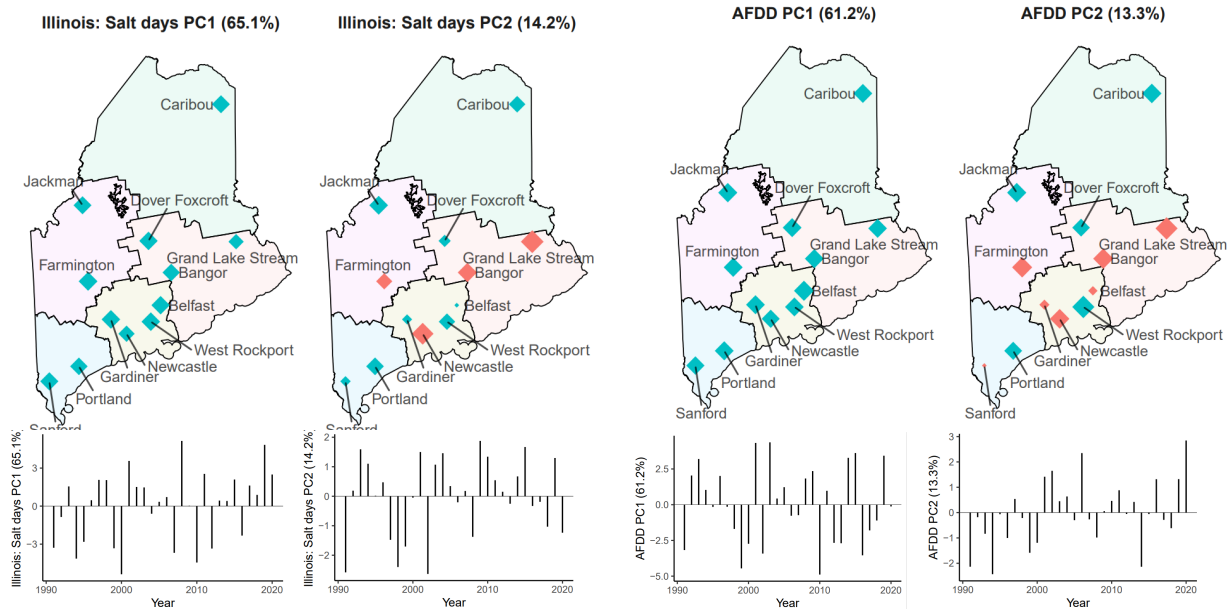 Illinois: Salt days PC1 (65.1%)
Illinois: Salt days PC2 (14.2%)
AFDD PC1 (61.2%)
AFDD PC2 (13.3%)
Caribou
Jackman
Dover Foxcroft
Grand Lake Stream
Farmington
Bangor
Belfast
West Rockport
Newcastle
Gardiner
Portland
Sanford
Caribou
Jackman
Dover Foxcroft
Grand Lake Stream
Farmington
Bangor
Belfast
West Rockport
Newcastle
Gardiner
Portland
Sanford
Caribou
Jackman
Dover Foxcroft
Grand Lake Stream
Farmington
Bangor
Belfast
West Rockport
Newcastle
Gardiner
Portland
Sanford
Caribou
Jackman
Dover Foxcroft
Grand Lake Stream
Farmington
Bangor
Belfast
West Rockport
Newcastle
Gardiner
Portland
Sanford
Illinois: Salt days PC1 (65.1%)
3
0
-3
1990
2000
2010
2020
Year
Illinois: Salt days PC2 (14.2%)
2
1
0
-1
-2
1990
2000
2010
2020
Year
AFDD PC1 (61.2%)
2.5
0.0
-2.5
-5.0
1990
2000
2010
2020
Year
AFDD PC2 (13.3%)
3
2
1
0
-1
-2
1990
2000
2010
2020
Year